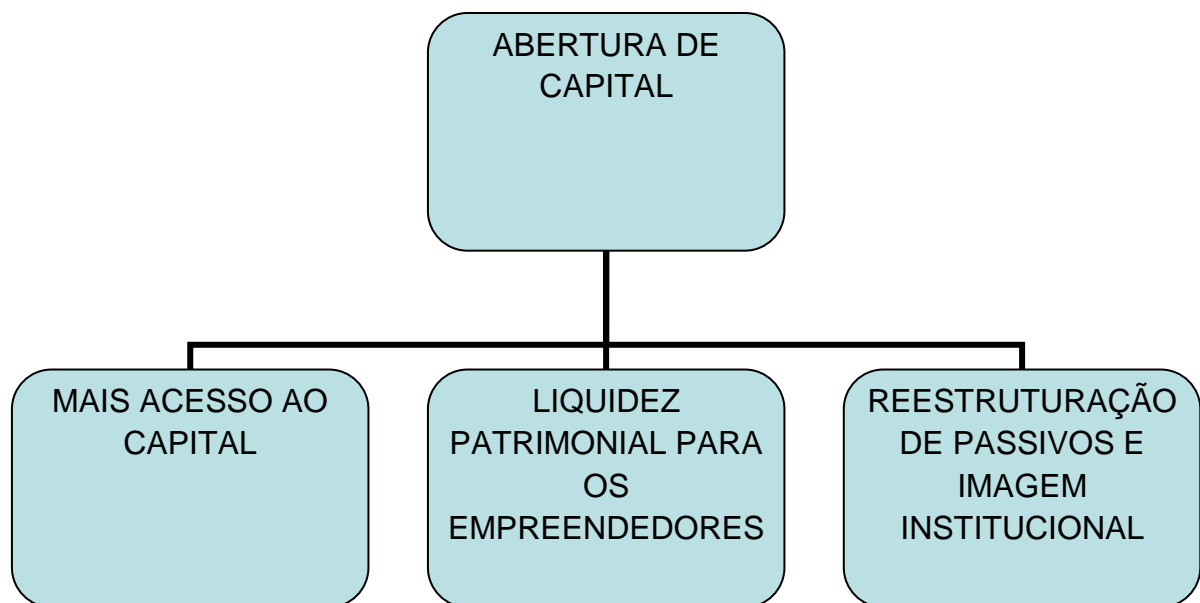 ABERTURA DE
CAPITAL
MAIS ACESSO AO
CAPITAL
LIQUIDEZ
PATRIMONIAL PARA
OS
EMPREENDEDORES
REESTRUTURAÇÃO
DE PASSIVOS E
IMAGEM
INSTITUCIONAL